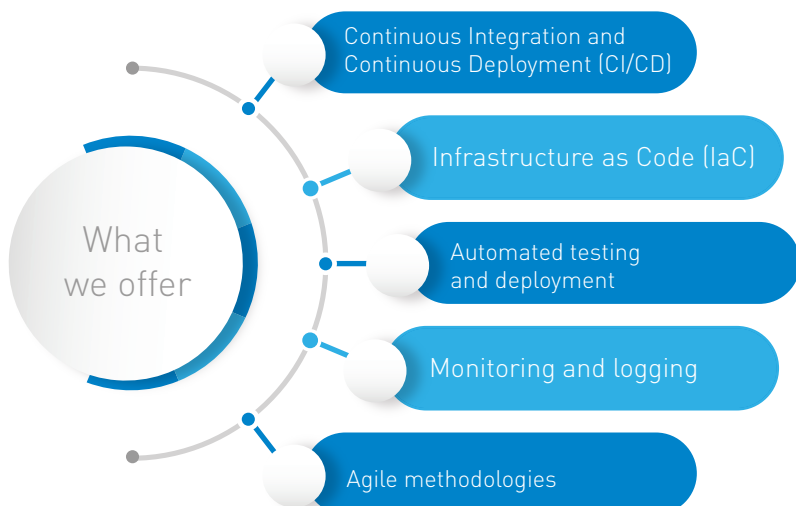 What
we offer
Continuous Integration and
Continuous Deployment (CI/CD)
Infrastructure as Code (IaC)
Automated testing
and deployment
Monitoring and logging
Agile methodologies